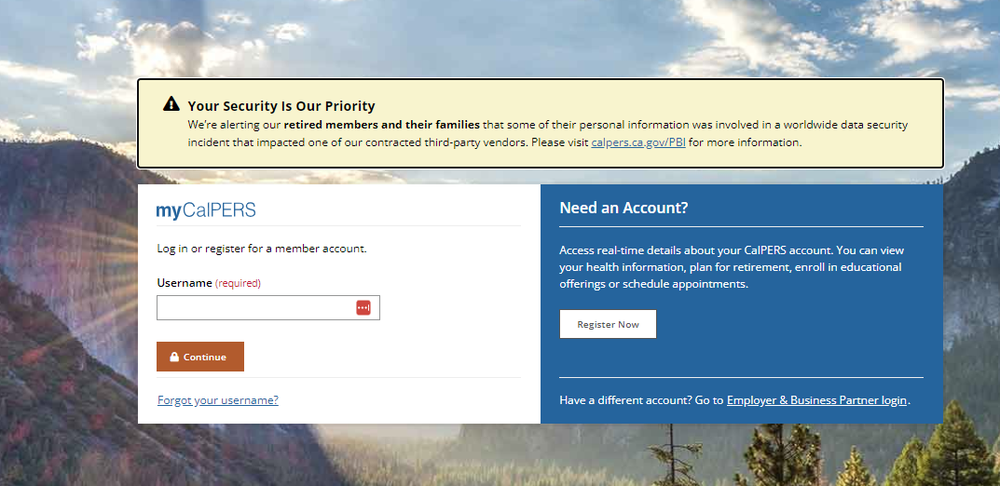 Your Security Is Our Priority
We're alerting our retired members and their families that some of their personal information was involved in a worldwide data security
incident that impacted one of our contracted third-party vendors. Please visit calpers.ca.gov/PBI for more information.
myCalPERS
Log in or register for a member account.
Username (required)
Continue
Forgot your username?
Need an Account?
Access real-time details about your CalPERS account. You can view
your health information, plan for retirement, enroll in educational
offerings or schedule appointments.
Register Now
Have a different account? Go to Employer & Business Partner login.